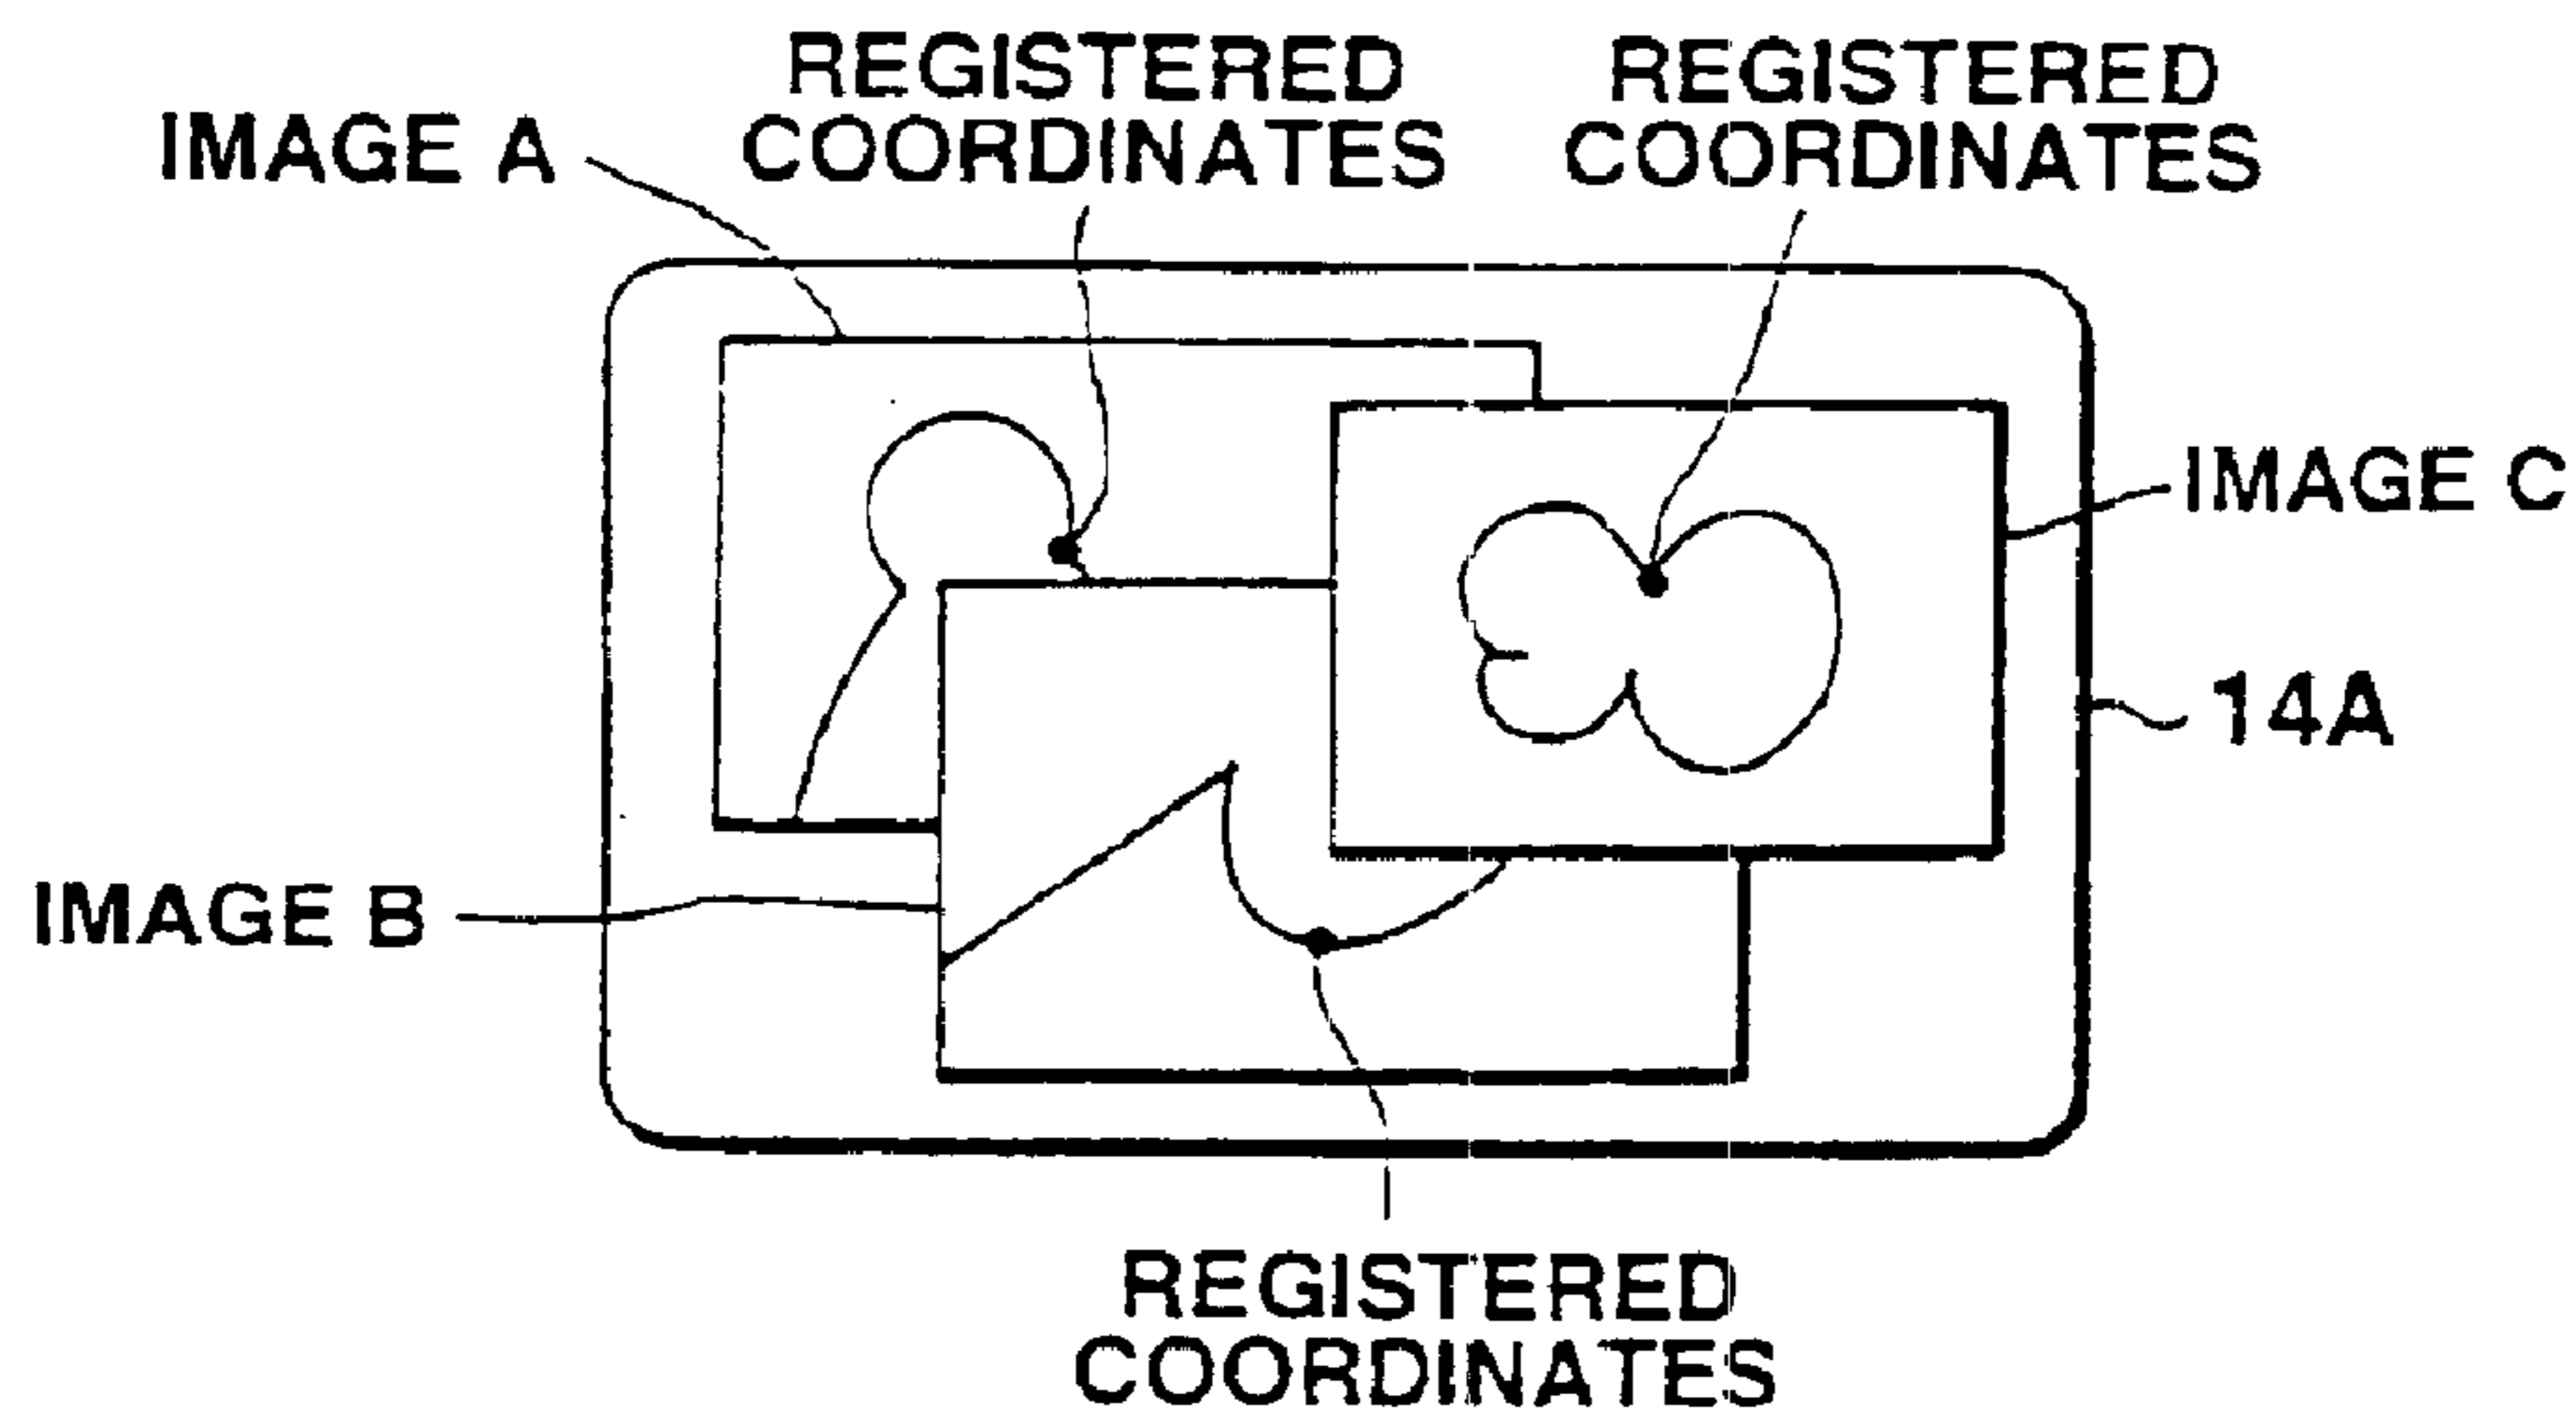 REGISTERED
COORDINATES
REGISTERED
COORDINATES
IMAGE A
IMAGE C
14A
IMAGE B
REGISTERED
COORDINATES